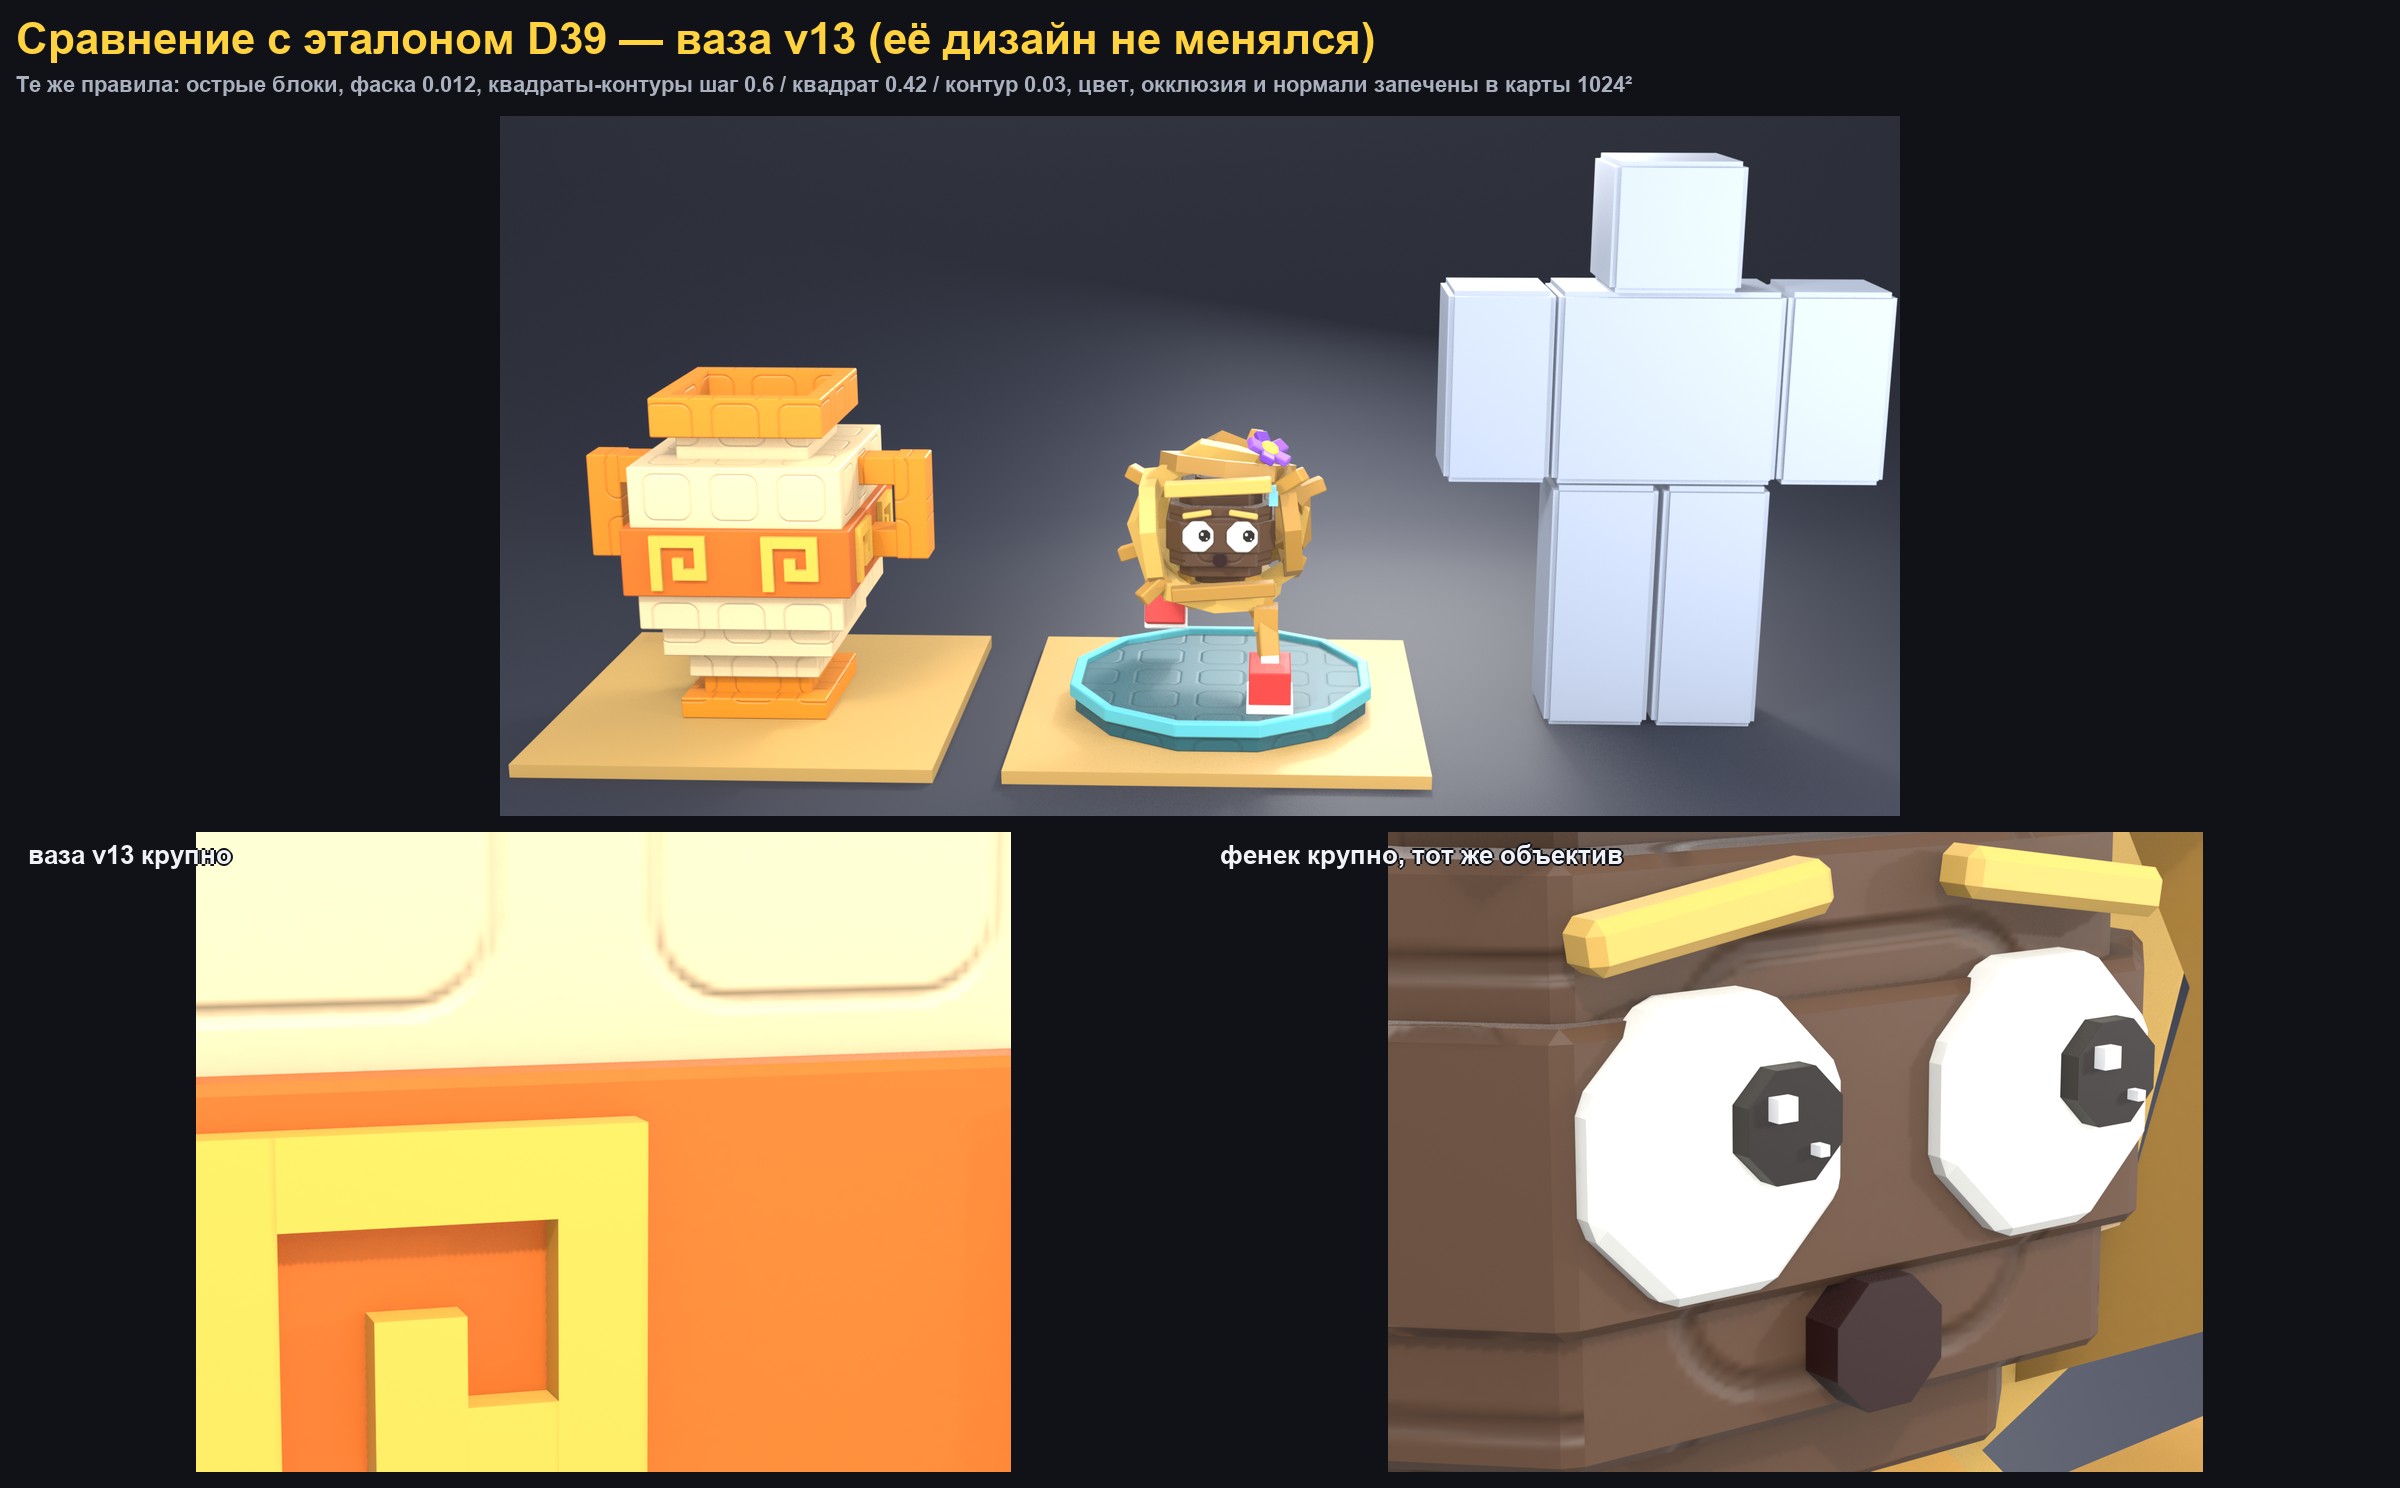 Сравнение с эталоном D39 — ваза v13 (её дизайн не менялся)
Те же правила: острые блоки, фаска 0.012, квадраты-контуры шаг 0.6 / квадрат 0.42 / контур 0.03, цвет, окклюзия и нормали запечены в карты 1024²
ваза v13 крупно
фенек крупно, тот же объектив